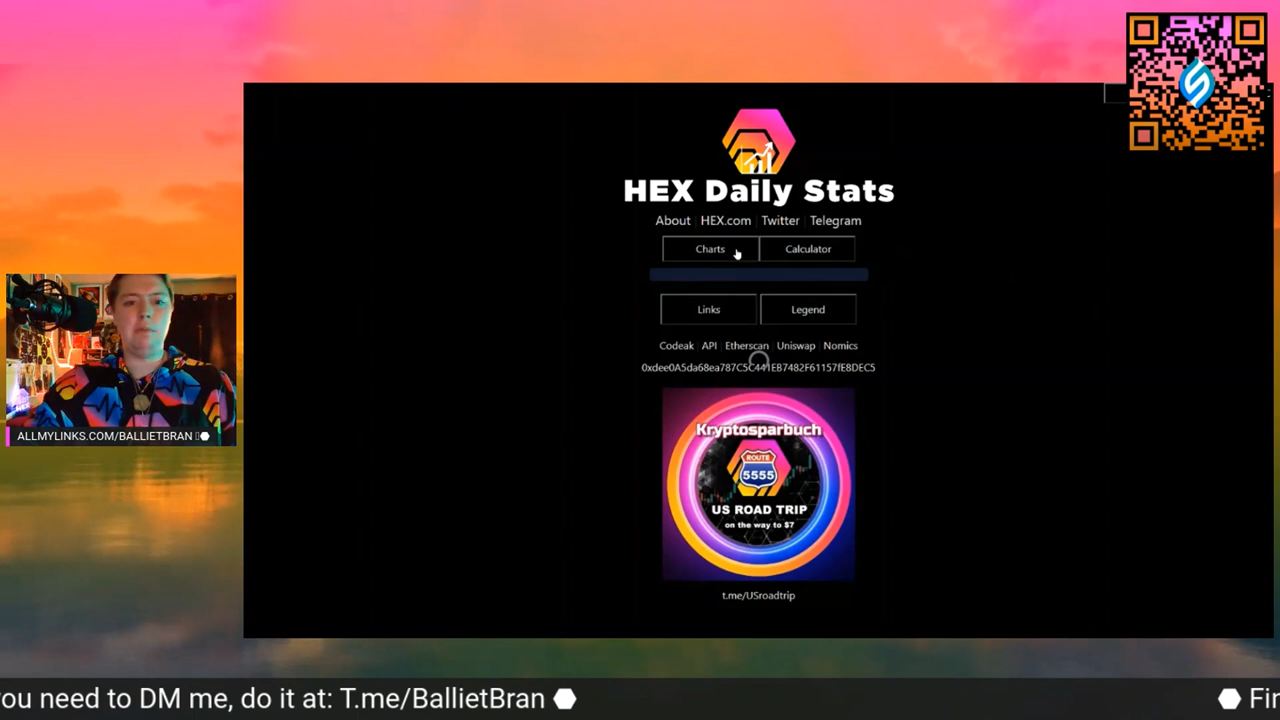 HEX Daily Stats
About HEX.com Twitter Telegram
Charts Calculator
Links Legend
Codeak API Etherscan Uniswap Nomics
0xdee0A5da68ea787C5C441EB7482F61157fE8DEC5
Kryptosparbuch
ROUTE
5555
US ROAD TRIP
on the way to $7
t.me/USroadtrip
ALLMYLINKS.COM/BALLIETBRAN
you need to DM me, do it at: T.me/BallietBran